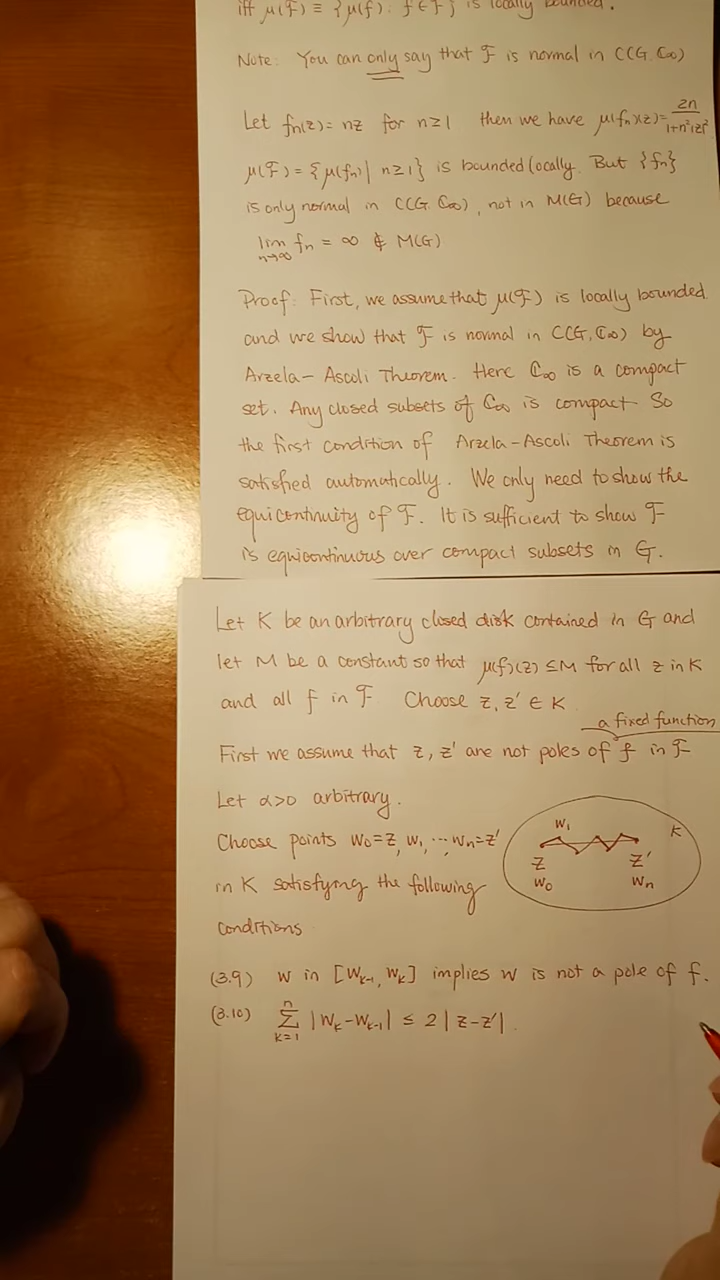 iff μ(F) ≡ {μ(f) : f ∈ F} is locally bounded.
Note: You can only say that F is normal in C(G, C∞)
Let fn(z) = nz for n≥1 then we have μ(fn)(z) = 2n/(1+n²|z|²)
μ(F) = {μ(fn) | n≥1} is bounded locally. But {fn}
is only normal in C(G, C∞), not in M(G) because
lim n→∞ fn = ∞ ∉ M(G)
Proof: First, we assume that μ(F) is locally bounded.
and we show that F is normal in C(G, C∞) by
Arzela-Ascoli Theorem. Here C∞ is a compact
set. Any closed subsets of C∞ is compact. So
the first condition of Arzela-Ascoli Theorem is
satisfied automatically. We only need to show the
equicontinuity of F. It is sufficient to show F
is equicontinuous over compact subsets in G.
Let K be an arbitrary closed disk contained in G and
let M be a constant so that μ(f)(z) ≤ M for all z in K
and all f in F Choose z, z' ∈ K
a fixed function
First we assume that z, z' are not poles of f in F
Let α>0 arbitrary.
Choose points w0=z, w1, ... wn=z'
in K satisfying the following
conditions
w1
K
z
z'
w0
wn
(3.9) w in [wk-1, wk] implies w is not a pole of f.
(3.10) Σ k=1 n |wk - wk-1| ≤ 2|z-z'|.